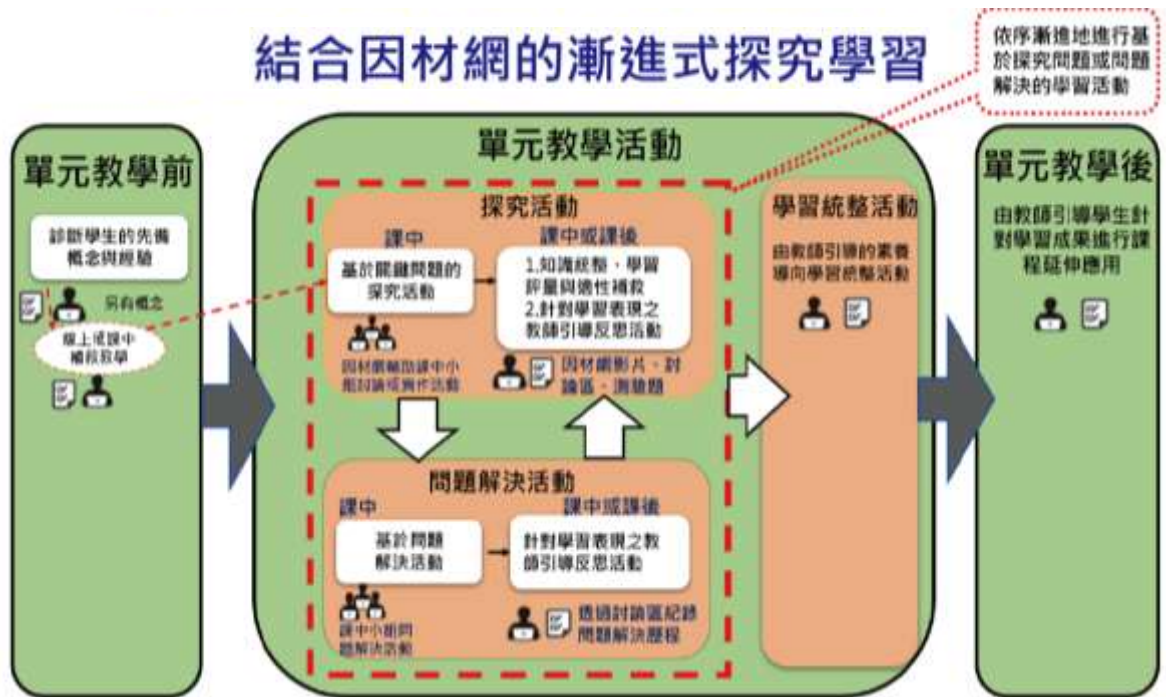 結合因材網的漸進式探究學習
依序漸進地進行基
於探究問題或問題
解決的學習活動
單元教學前
診斷學生的先備
概念與經驗
另有概念
線上或課中
補救教學
單元教學活動
探究活動
課中
基於關鍵問題的
探究活動
因材網輔助課中小
組討論或實作活動
課中或課後
1.知識統整、學習
評量與適性補救
2.針對學習表現之
教師引導反思活動
因材網影片、討
論區、測驗題
問題解決活動
課中
基於問題
解決活動
課中小組問
題解決活動
課中或課後
針對學習表現之教
師引導反思活動
透過討論區紀錄
問題解決歷程
學習統整活動
由教師引導的素養
導向學習統整活動
單元教學後
由教師引導學生針
對學習成果進行課
程延伸應用